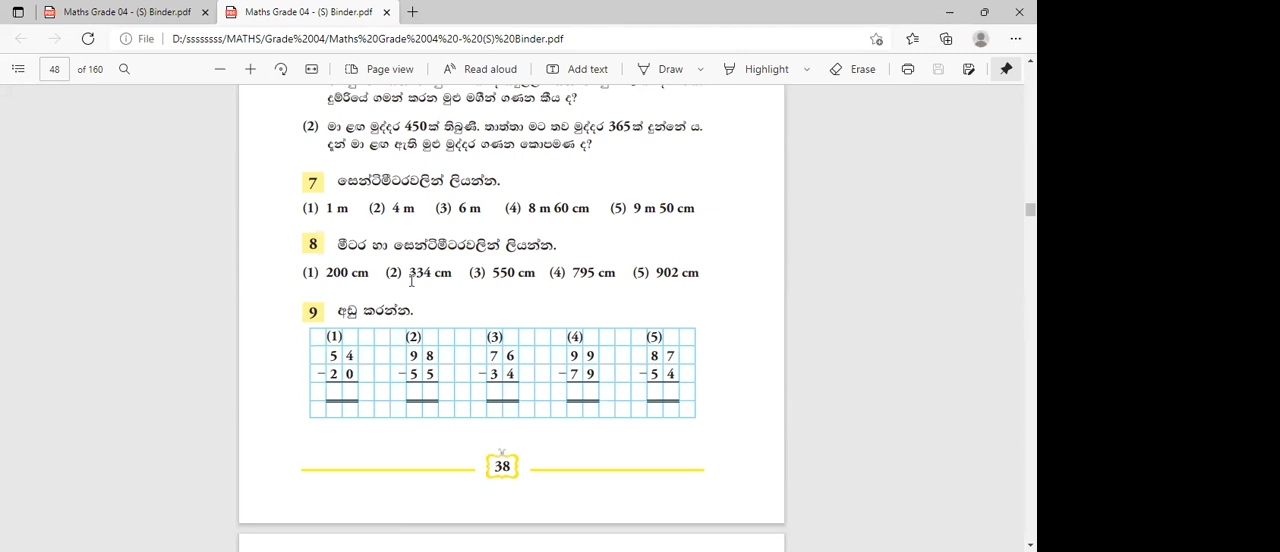 Maths Grade 04 - (S) Binder.pdf
Maths Grade 04 - (S) Binder.pdf
File D:/ssssssss/MATHS/Grade%2004/Maths%20Grade%2004%20-%20(S)%20Binder.pdf
48 of 160 Page view Read aloud Add text Draw Highlight Erase
දුම්රියේ ගමන් කරන මුළු මගීන් ගණන කීය ද?
(2) මා ළඟ මුද්දර 450ක් තිබුණි. තාත්තා මට තව මුද්දර 365ක් දුන්නේ ය.
දැන් මා ළඟ ඇති මුළු මුද්දර ගණන කොපමණ ද?
7 සෙන්ටිමීටරවලින් ලියන්න.
(1) 1 m (2) 4 m (3) 6 m (4) 8 m 60 cm (5) 9 m 50 cm
8 මීටර හා සෙන්ටිමීටරවලින් ලියන්න.
(1) 200 cm (2) 334 cm (3) 550 cm (4) 795 cm (5) 902 cm
9 අඩු කරන්න.
(1) (2) (3) (4) (5)
5 4 9 8 7 6 9 9 8 7
- 2 0 - 5 5 - 3 4 - 7 9 - 5 4
38